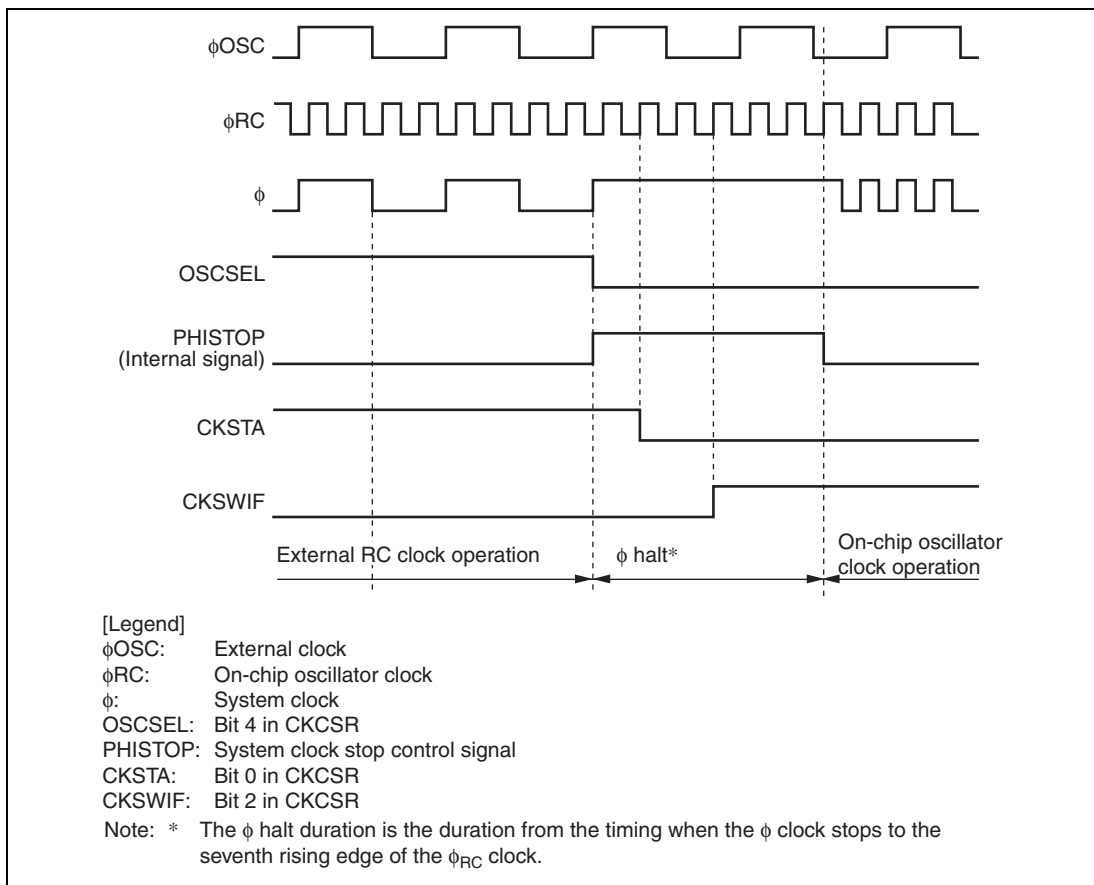 ϕOSC
ϕRC
ϕ
OSCSEL
PHISTOP
(Internal signal)
CKSTA
CKSWIF
External RC clock operation
ϕ halt*
On-chip oscillator
clock operation
[Legend]
ϕOSC: External clock
ϕRC: On-chip oscillator clock
ϕ: System clock
OSCSEL: Bit 4 in CKCSR
PHISTOP: System clock stop control signal
CKSTA: Bit 0 in CKCSR
CKSWIF: Bit 2 in CKCSR
Note: * The ϕ halt duration is the duration from the timing when the ϕ clock stops to the
seventh rising edge of the ϕRC clock.